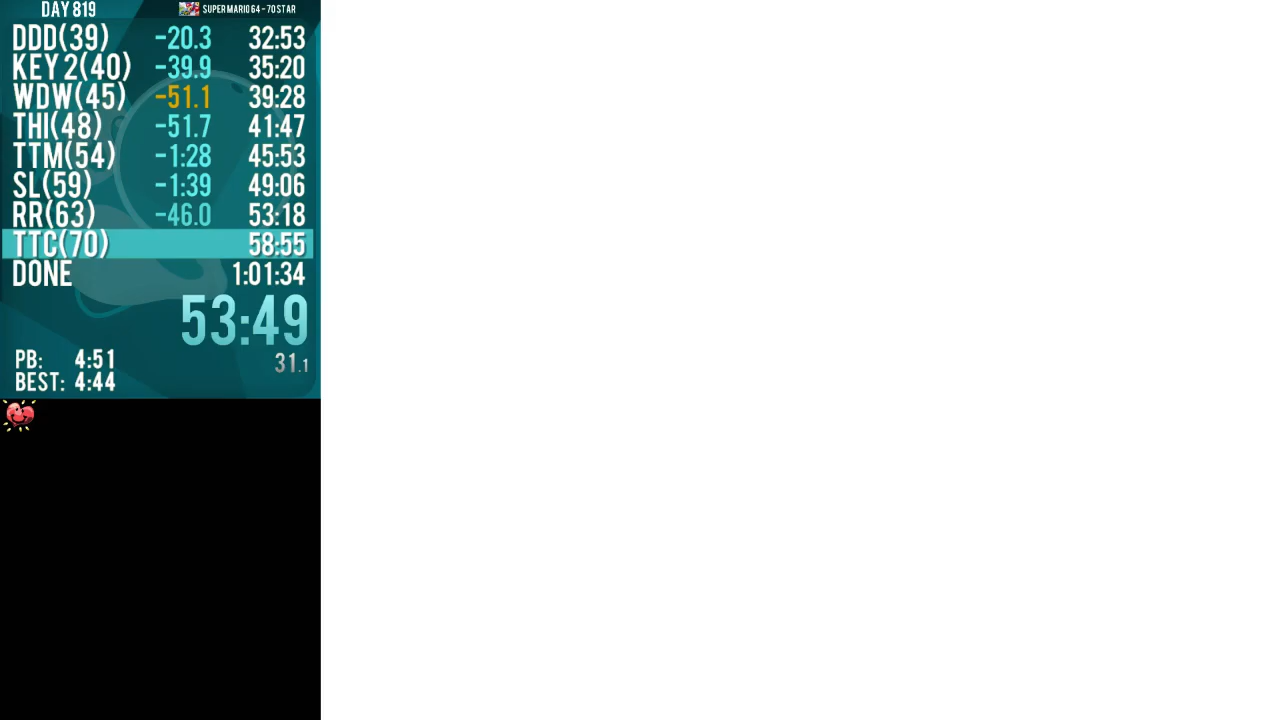 DAY 819
SUPER MARIO 64 - 70 STAR
DDD(39) -20.3 32:53
KEY 2(40) -39.9 35:20
WDW(45) -51.1 39:28
THI(48) -51.7 41:47
TTM(54) -1:28 45:53
SL(59) -1:39 49:06
RR(63) -46.0 53:18
TTC(70) 58:55
DONE 1:01:34
53:49
PB: 4:51
31.1
BEST: 4:44